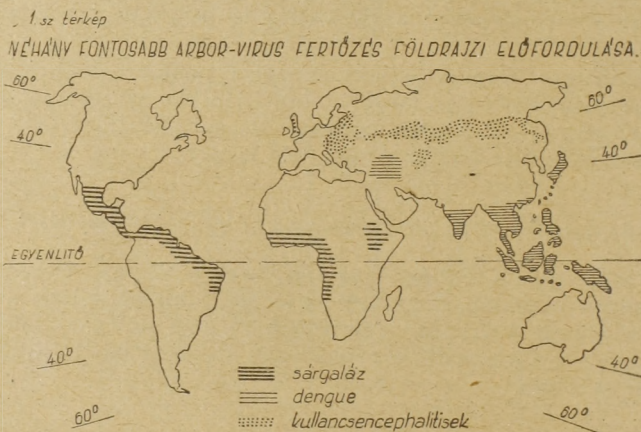 1. sz térkép
NÉHÁNY FONTOSABB ARBOR-VIRUS FERTŐZÉS FÖLDRAJZI ELŐFORDULÁSA.
60° 60°
40° 40°
EGYENLITŐ
40° 40°
60° 60°
sárgaláz
dengue
kullancsencephalitisek